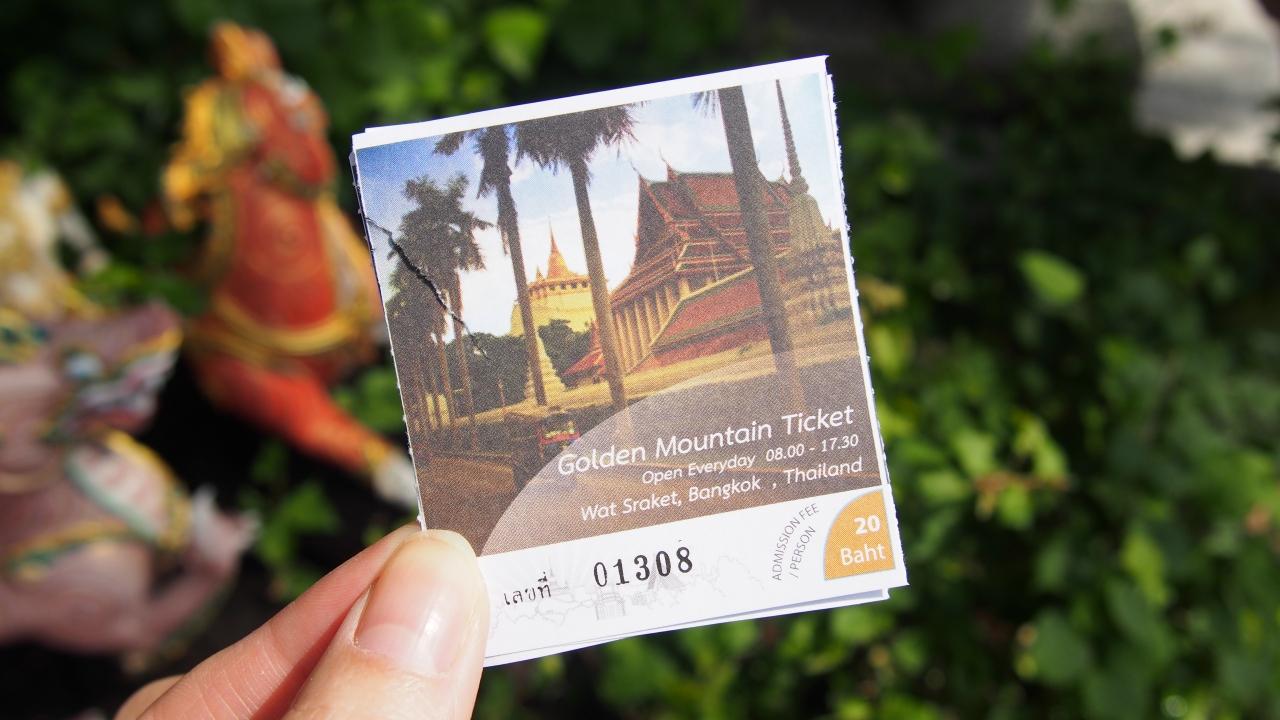 Golden Mountain Ticket
Open Everyday 08.00 - 17.30
Wat Sraket, Bangkok , Thailand
ADMISSION FEE
/ PERSON
20
Baht
เลขที่ 01308